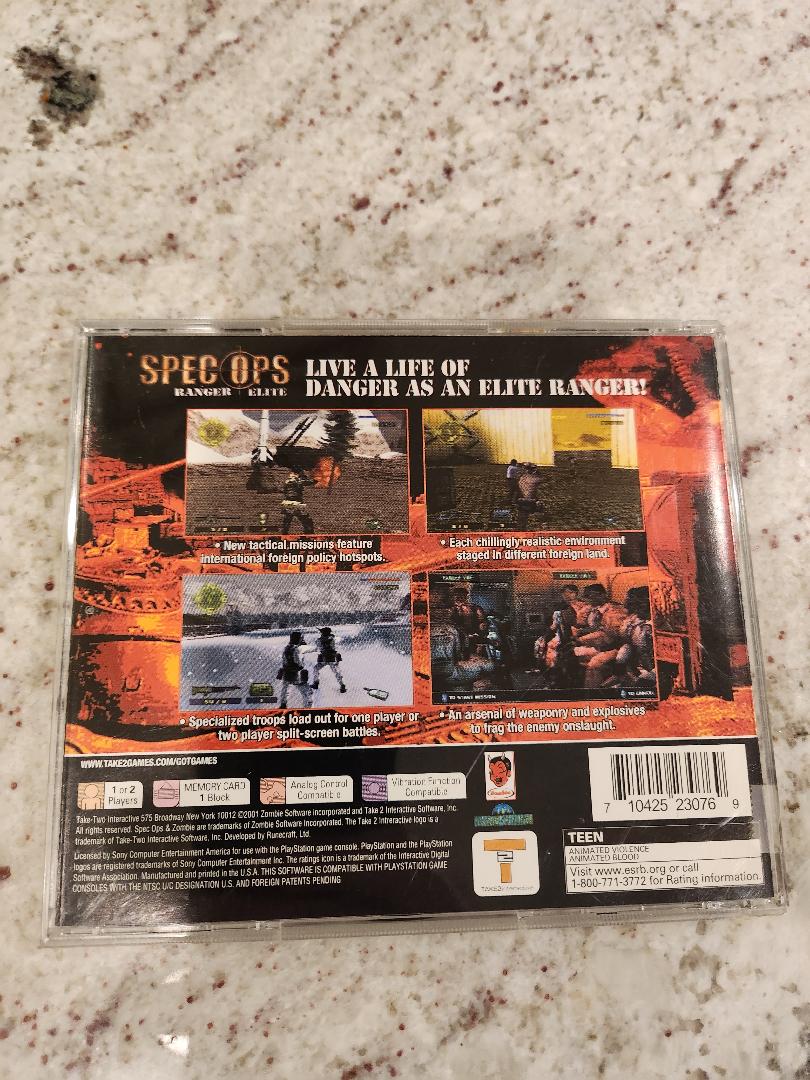 SPEC OPS
RANGER ELITE
LIVE A LIFE OF
DANGER AS AN ELITE RANGER!
• New tactical missions feature
international foreign policy hotspots.
• Each chillingly realistic environment
staged in different foreign land.
TO START MISSION
• Specialized troops load out for one player or
two player split-screen battles.
• An arsenal of weaponry and explosives
to frag the enemy onslaught.
WWW.TAKE2GAMES.COM/GOTGAMES
1 or 2
Players
MEMORY CARD
1 Block
Analog Control
Compatible
Vibration Function
Compatible
Take-Two Interactive 575 Broadway New York 10012 ©2001 Zombie Software Incorporated and Take 2 Interactive Software, Inc.
All rights reserved. Spec Ops & Zombie are trademarks of Zombie Software Incorporated. The Take 2 Interactive logo is a
trademark of Take-Two Interactive Software, Inc. Developed by Runecraft, Ltd.
Licensed by Sony Computer Entertainment America for use with the PlayStation game console. PlayStation and the PlayStation
logos are registered trademarks of Sony Computer Entertainment Inc. The ratings icon is a trademark of the Interactive Digital
Software Association. Manufactured and printed in the U.S.A. THIS SOFTWARE IS COMPATIBLE WITH PLAYSTATION GAME
CONSOLES WITH THE NTSC U/C DESIGNATION U.S. AND FOREIGN PATENTS PENDING
TAKE2
7 10425 23076 9
TEEN
ANIMATED VIOLENCE
ANIMATED BLOOD
Visit www.esrb.org or call
1-800-771-3772 for Rating information.